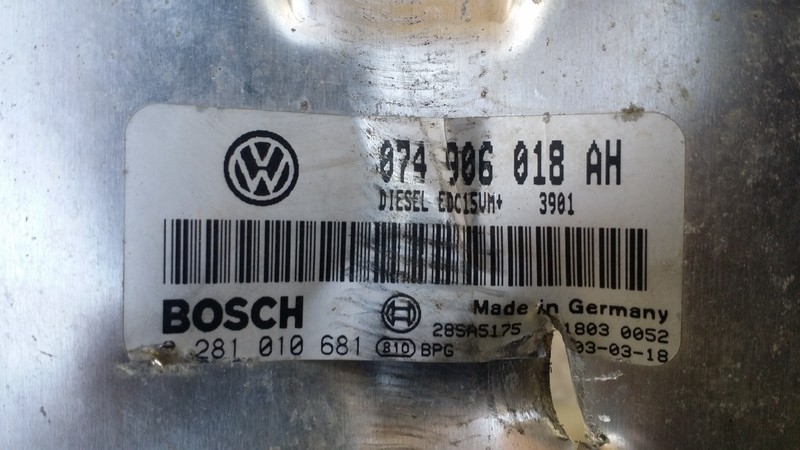 074 906 018 AH
DIESEL EDC15VM+ 3901
BOSCH
Made in Germany
28SA5175 1803 0052
281 010 681 810 BPG 03-03-18